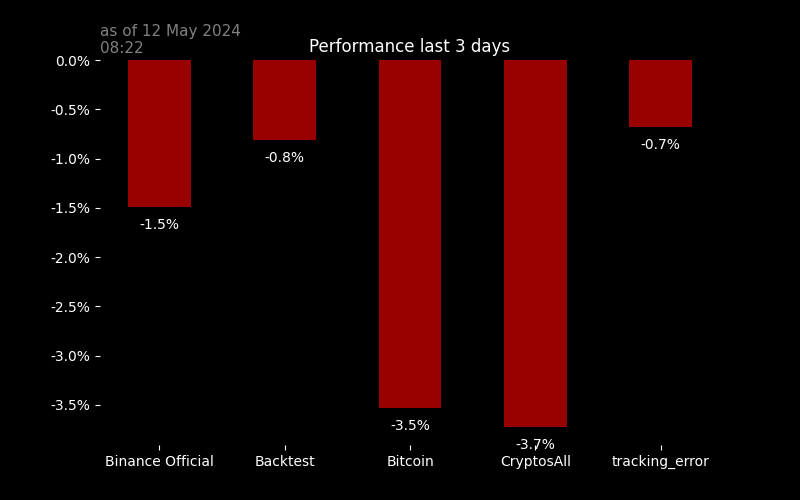 as of 12 May 2024
08:22
Performance last 3 days
0.0%
-0.5%
-1.0%
-1.5%
-2.0%
-2.5%
-3.0%
-3.5%
-1.5%
-0.8%
-3.5%
-3.7%
-0.7%
Binance Official
Backtest
Bitcoin
CryptosAll
tracking_error